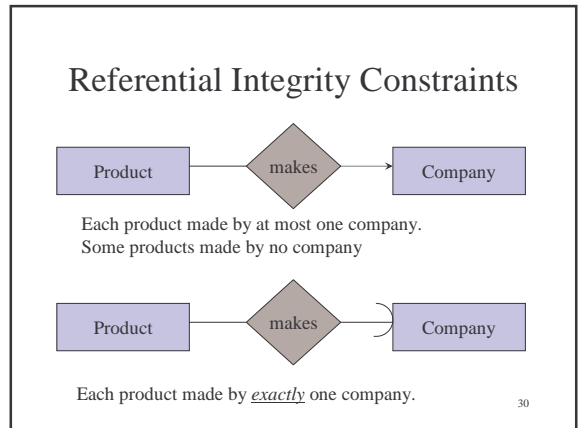 Referential Integrity Constraints
Product makes Company
Each product made by at most one company.
Some products made by no company
Product makes Company
Each product made by exactly one company.
30